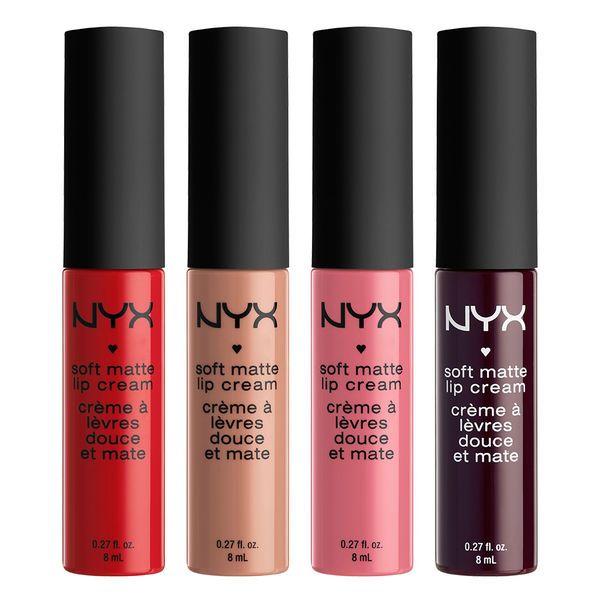 NYX
soft matte
lip cream
crème à
lèvres
douce
et mate
0.27 fl. oz.
8 mL
NYX
soft matte
lip cream
crème à
lèvres
douce
et mate
0.27 fl. oz.
8 mL
NYX
soft matte
lip cream
crème à
lèvres
douce
et mate
0.27 fl. oz.
8 mL
NYX
soft matte
lip cream
crème à
lèvres
douce
et mate
0.27 fl. oz.
8 mL